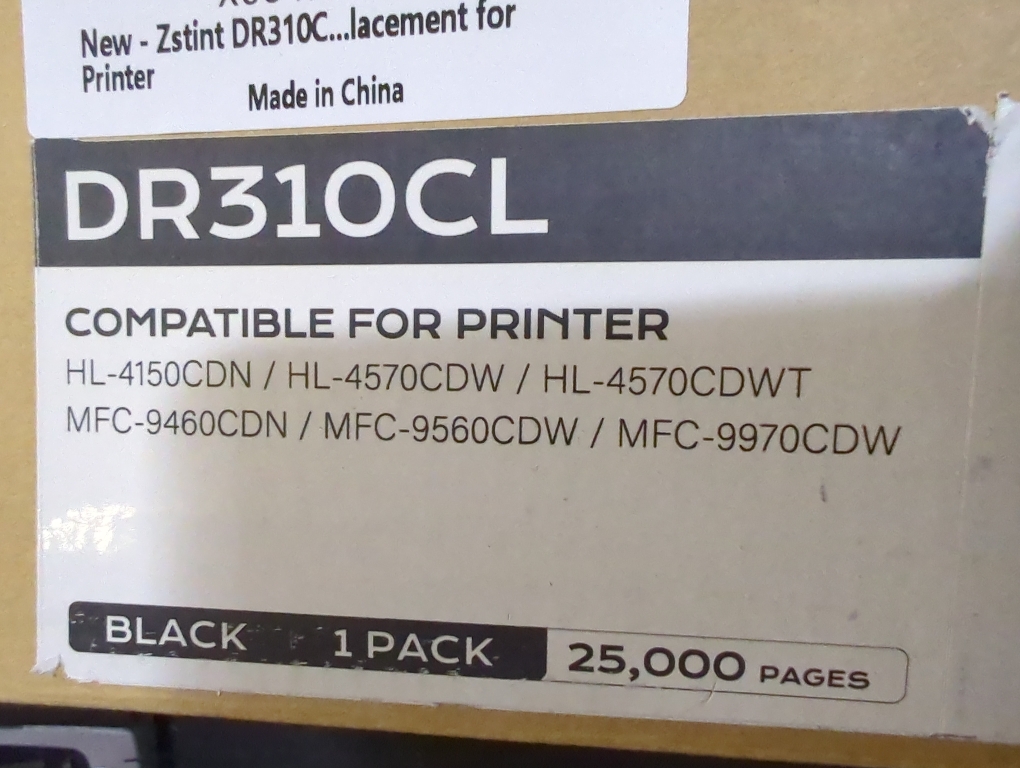 New - Zstint DR310C...lacement for
Printer
Made in China
DR310CL
COMPATIBLE FOR PRINTER
HL-4150CDN / HL-4570CDW / HL-4570CDWT
MFC-9460CDN / MFC-9560CDW / MFC-9970CDW
BLACK 1 PACK 25,000 PAGES